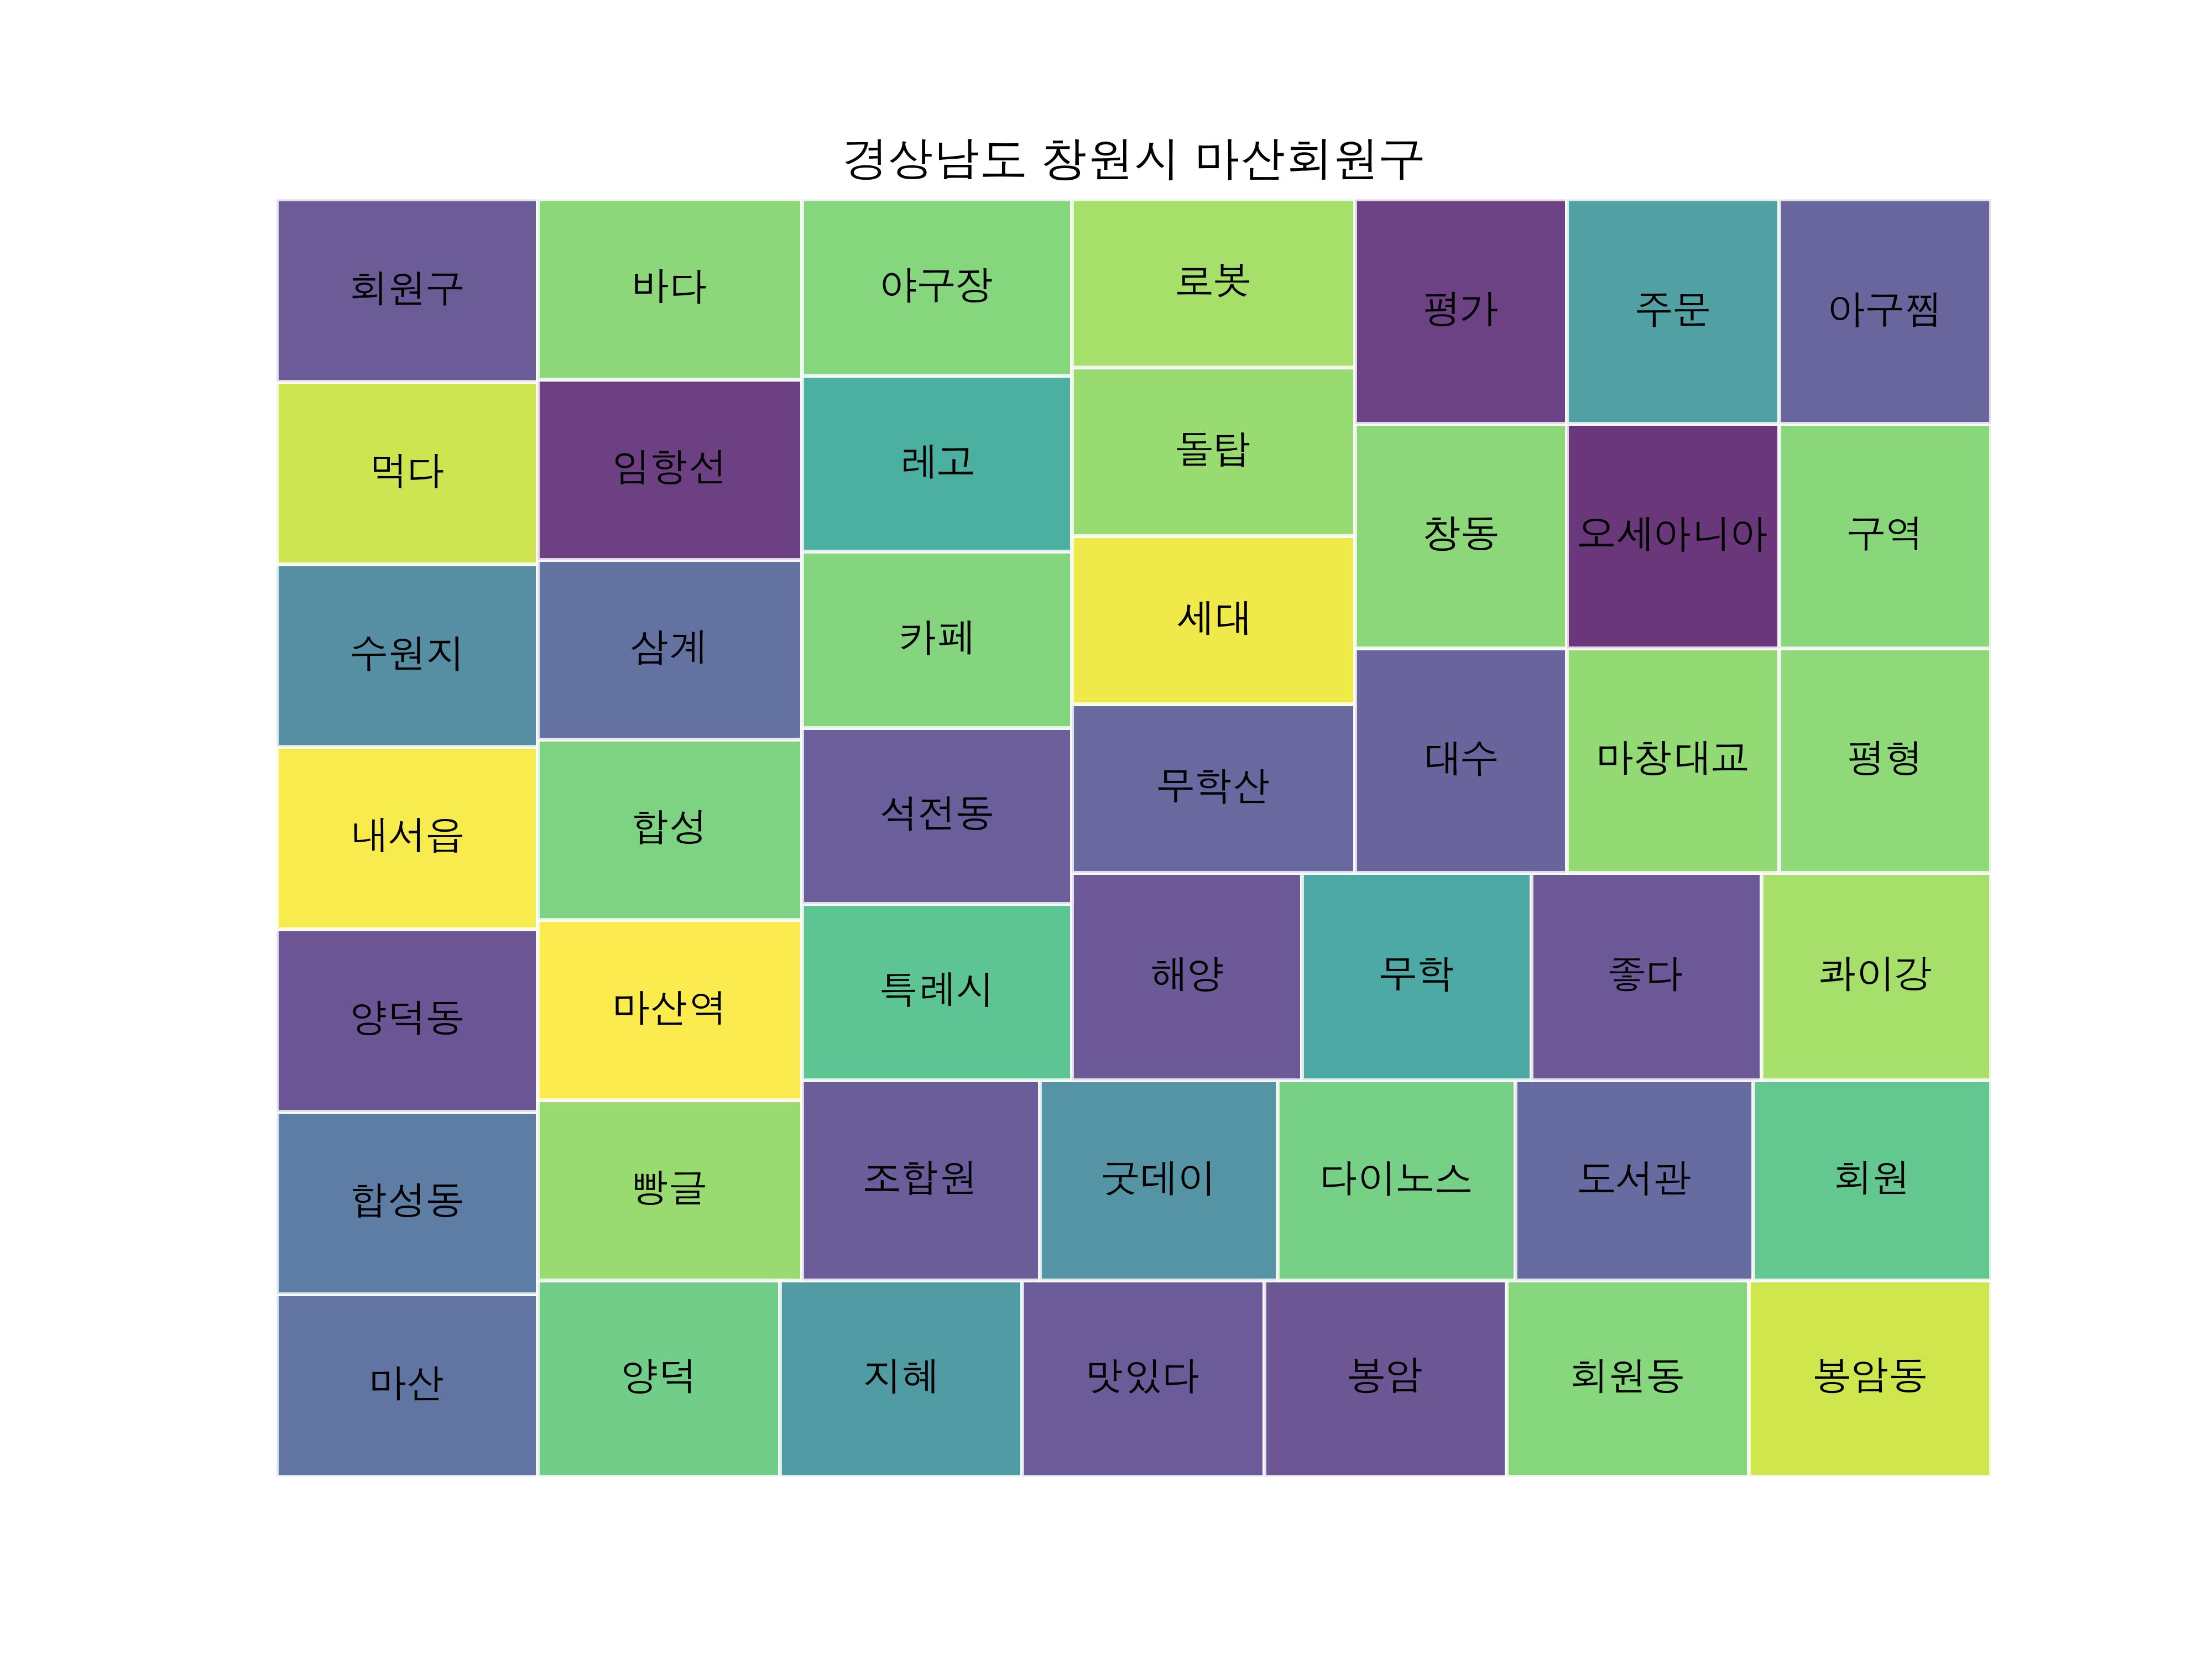 경상남도 창원시 마산회원구
회원구
바다
야구장
로봇
평가
주문
아구찜
먹다
임항선
레고
돌탑
창동
오세아니아
구역
수원지
삼계
카페
세대
대수
마창대교
평형
내서읍
합성
석전동
무학산
양덕동
마산역
특례시
해양
무학
좋다
콰이강
합성동
빵글
조합원
굿데이
다이노스
도서관
회원
마산
양덕
지혜
맛있다
봉암
회원동
봉암동